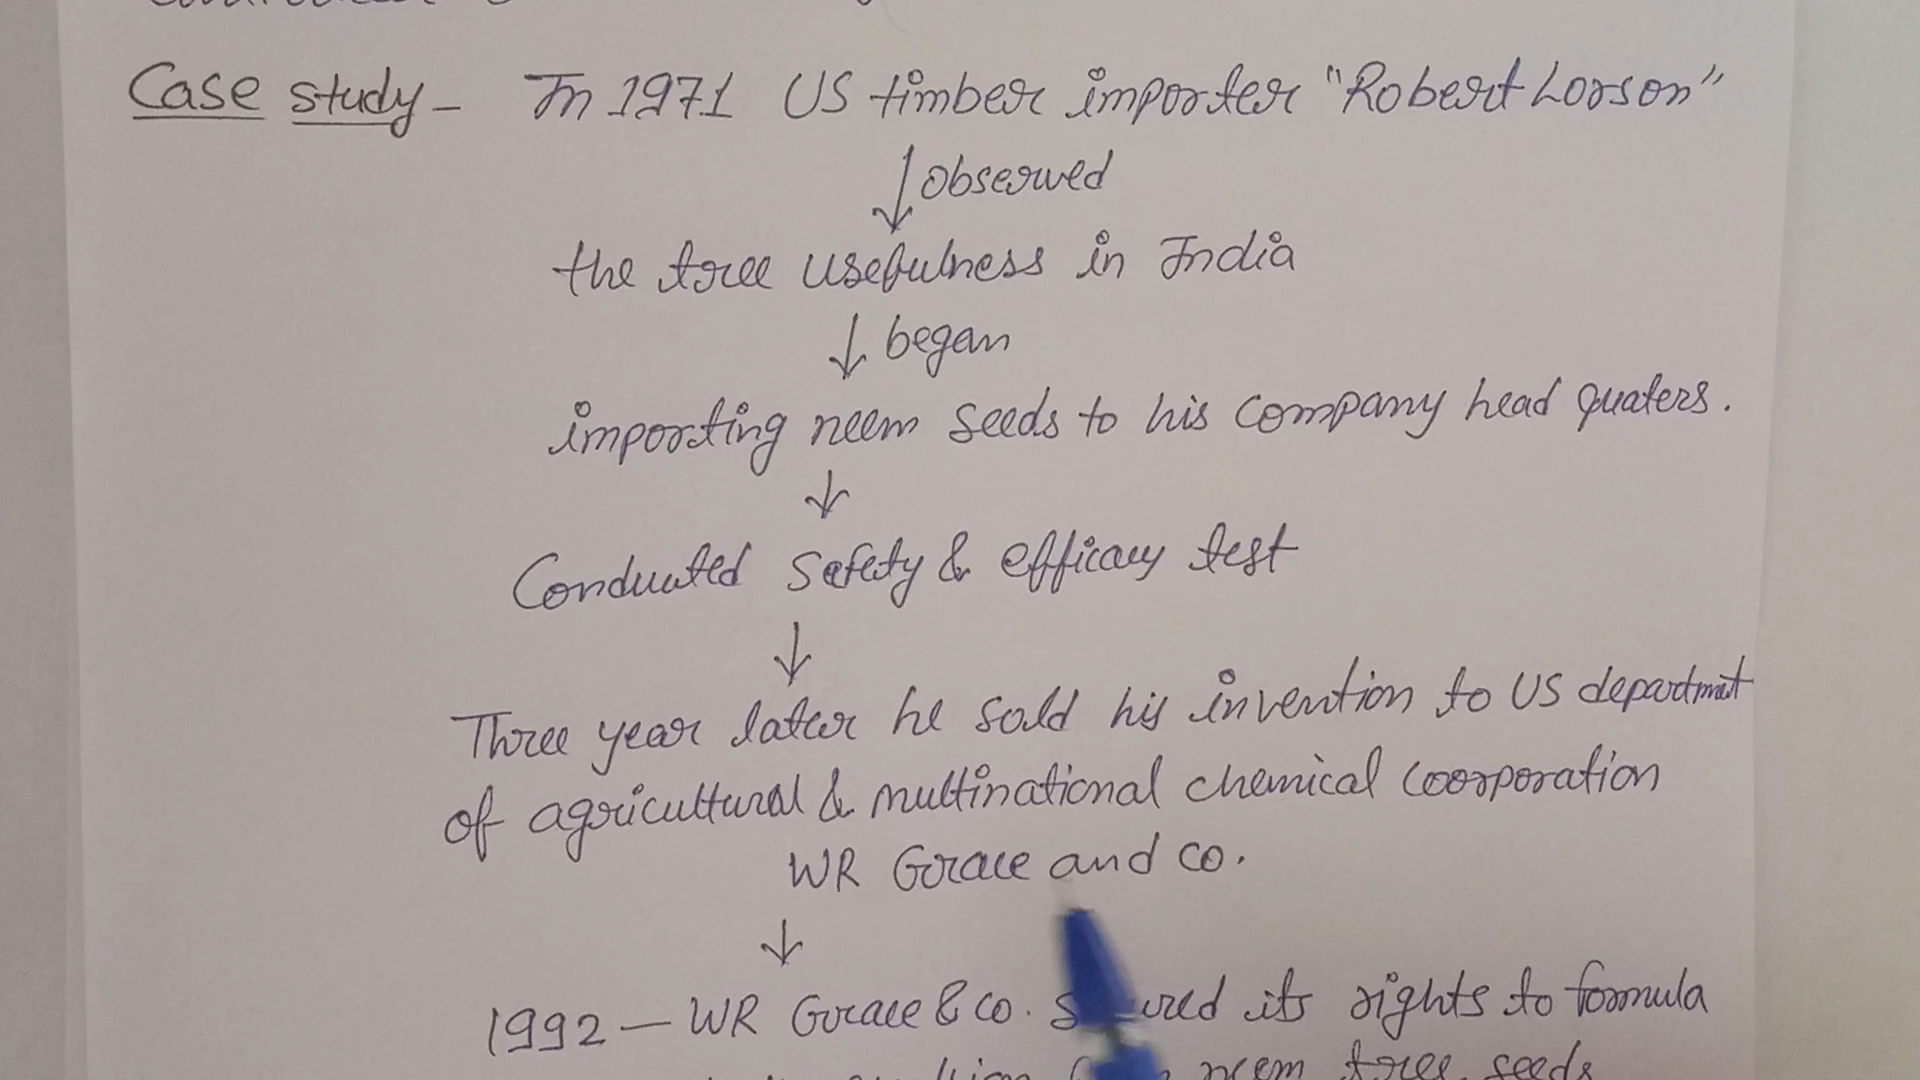 Case study - In 1971 US timber importer "Robert Lorson"
observed
the tree usefulness in India
began
importing neem seeds to his company head quaters.
Conducted safety & efficacy test
Three year later he sold his invention to US department
of agricultural & multinational chemical coorporation
WR Grace and co.
1992 - WR Grace & co. its rights to formula
neem tree seeds